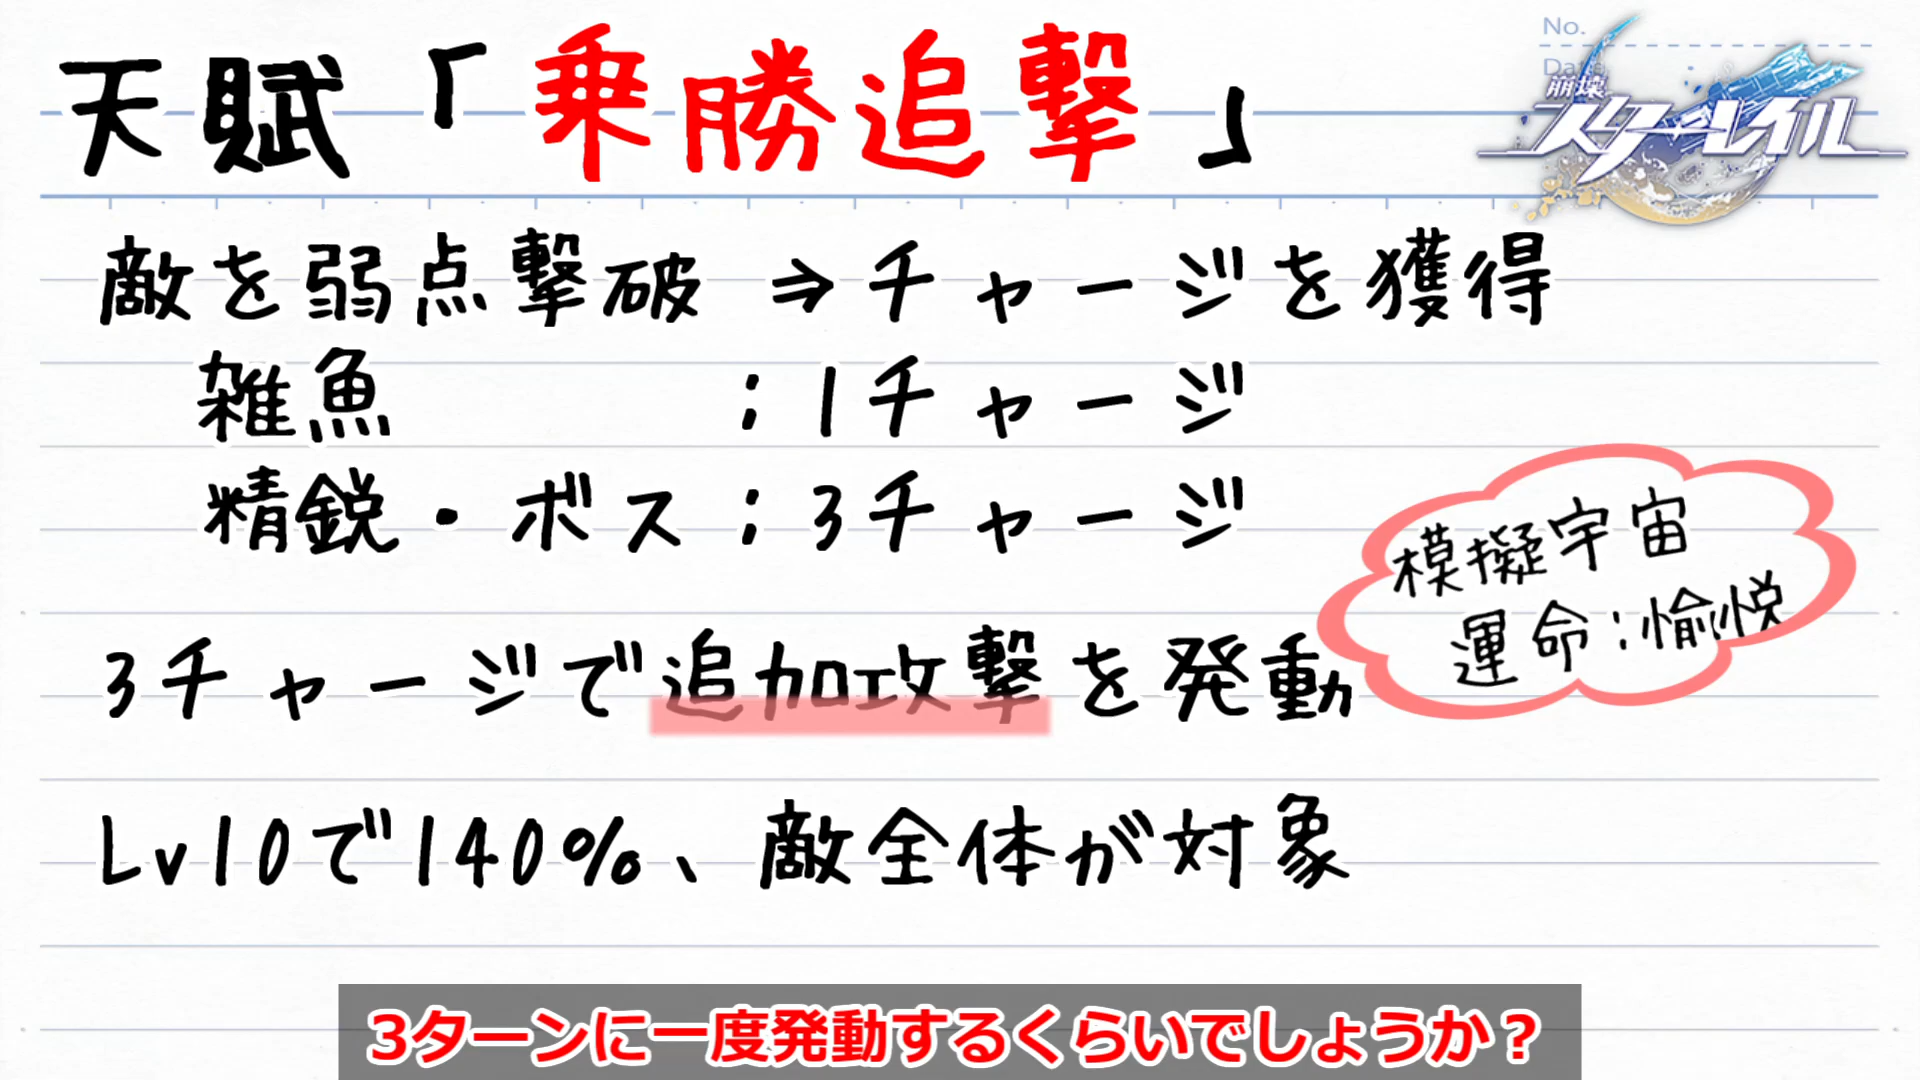 No.
Date
崩壊
スターレイル
天賦「乗勝追撃」
敵を弱点撃破⇒チャージを獲得
雑魚 : 1チャージ
精鋭・ボス : 3チャージ
模擬宇宙
運命:愉悦
3チャージで追加攻撃を発動
Lv10で140%、敵全体が対象
3ターンに一度発動するくらいでしょうか?